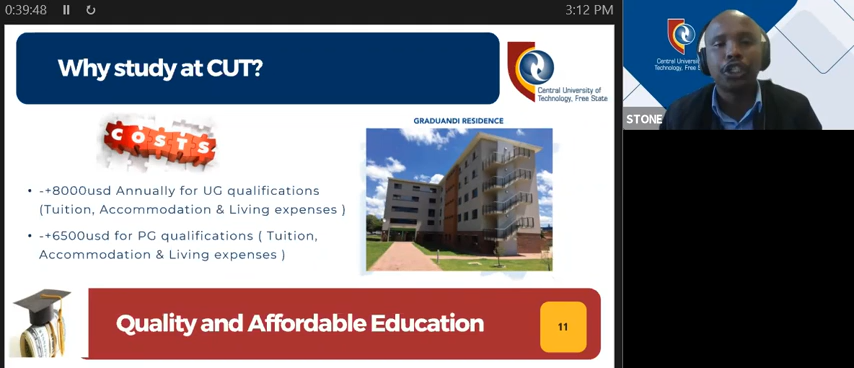 0:39:48
3:12 PM
Why study at CUT?
Central University of
Technology, Free State
COSTS
GRADUANDI RESIDENCE
• -+8000usd Annually for UG qualifications
(Tuition, Accommodation & Living expenses )
• -+6500usd for PG qualifications ( Tuition,
Accommodation & Living expenses )
Quality and Affordable Education
11
Central University of
Technology, Free
STONE